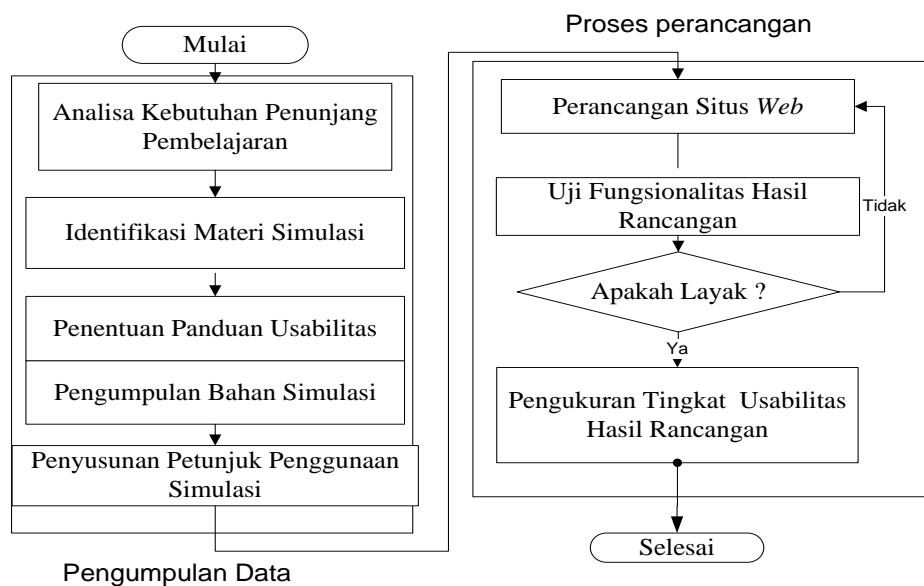 Mulai
Analisa Kebutuhan Penunjang
Pembelajaran
Identifikasi Materi Simulasi
Penentuan Panduan Usabilitas
Pengumpulan Bahan Simulasi
Penyusunan Petunjuk Penggunaan
Simulasi
Pengumpulan Data
Proses perancangan
Perancangan Situs Web
Uji Fungsionalitas Hasil
Rancangan
Tidak
Apakah Layak ?
Ya
Pengukuran Tingkat Usabilitas
Hasil Rancangan
Selesai